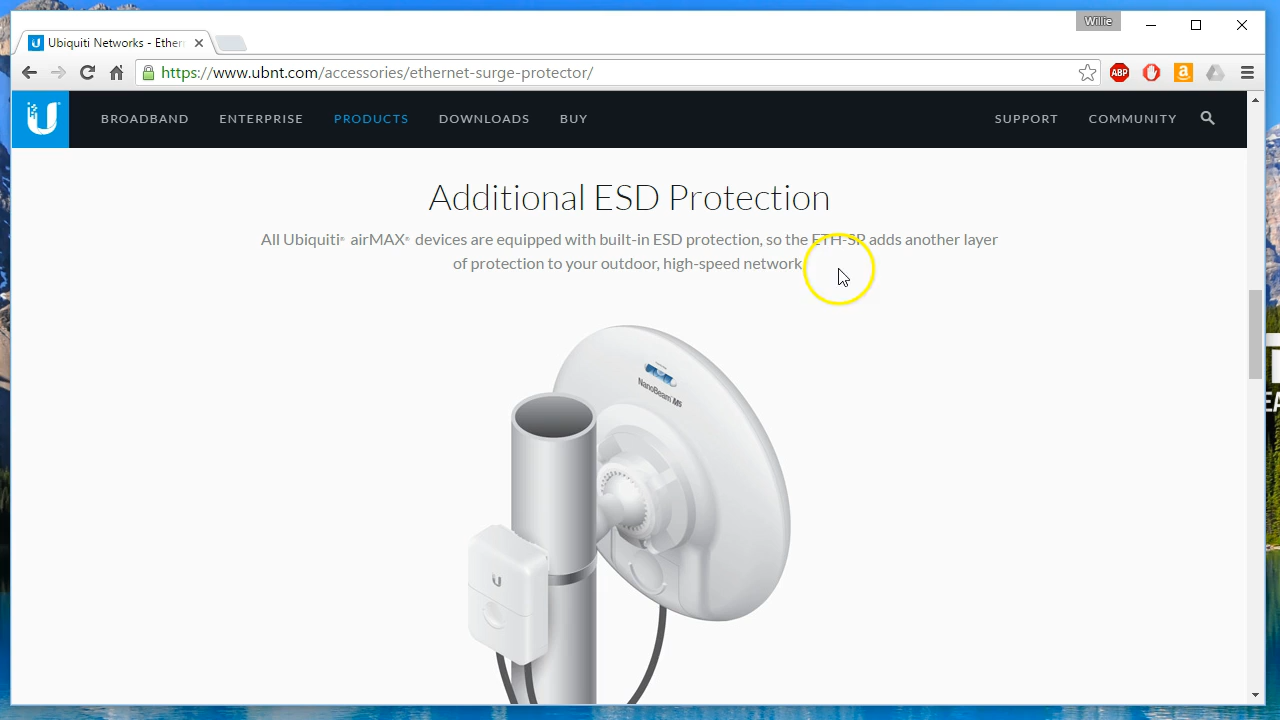 Willie
Ubiquiti Networks - Ether
https://www.ubnt.com/accessories/ethernet-surge-protector/
ABP
BROADBAND ENTERPRISE PRODUCTS DOWNLOADS BUY SUPPORT COMMUNITY
Additional ESD Protection
All Ubiquiti® airMAX® devices are equipped with built-in ESD protection, so the ETH-SP adds another layer
of protection to your outdoor, high-speed network.
NanoBeam M5